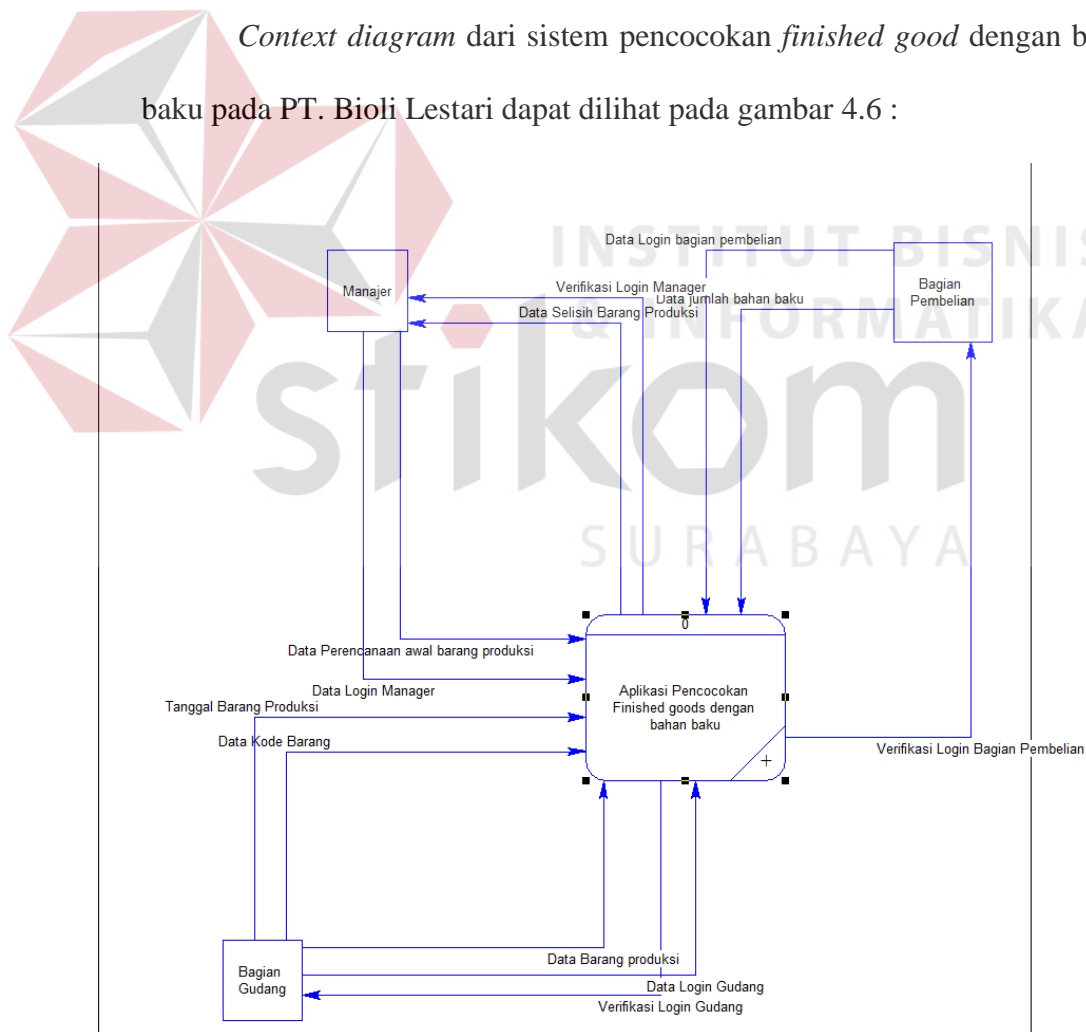 Context diagram dari sistem pencocokan finished good dengan b
baku pada PT. Bioli Lestari dapat dilihat pada gambar 4.6 :
INSTITUT BISNIS
& INFORMATIKA
stikom
SURABAYA
Data Login bagian pembelian
Manajer
Verifikasi Login Manager
Data jumlah bahan baku
Data Selisih Barang Produksi
Bagian
Pembelian
0
Data Perencanaan awal barang produksi
Data Login Manager
Tanggal Barang Produksi
Data Kode Barang
Aplikasi Pencocokan
Finished goods dengan
bahan baku
+
Verifikasi Login Bagian Pembelian
Bagian
Gudang
Data Barang produksi
Data Login Gudang
Verifikasi Login Gudang